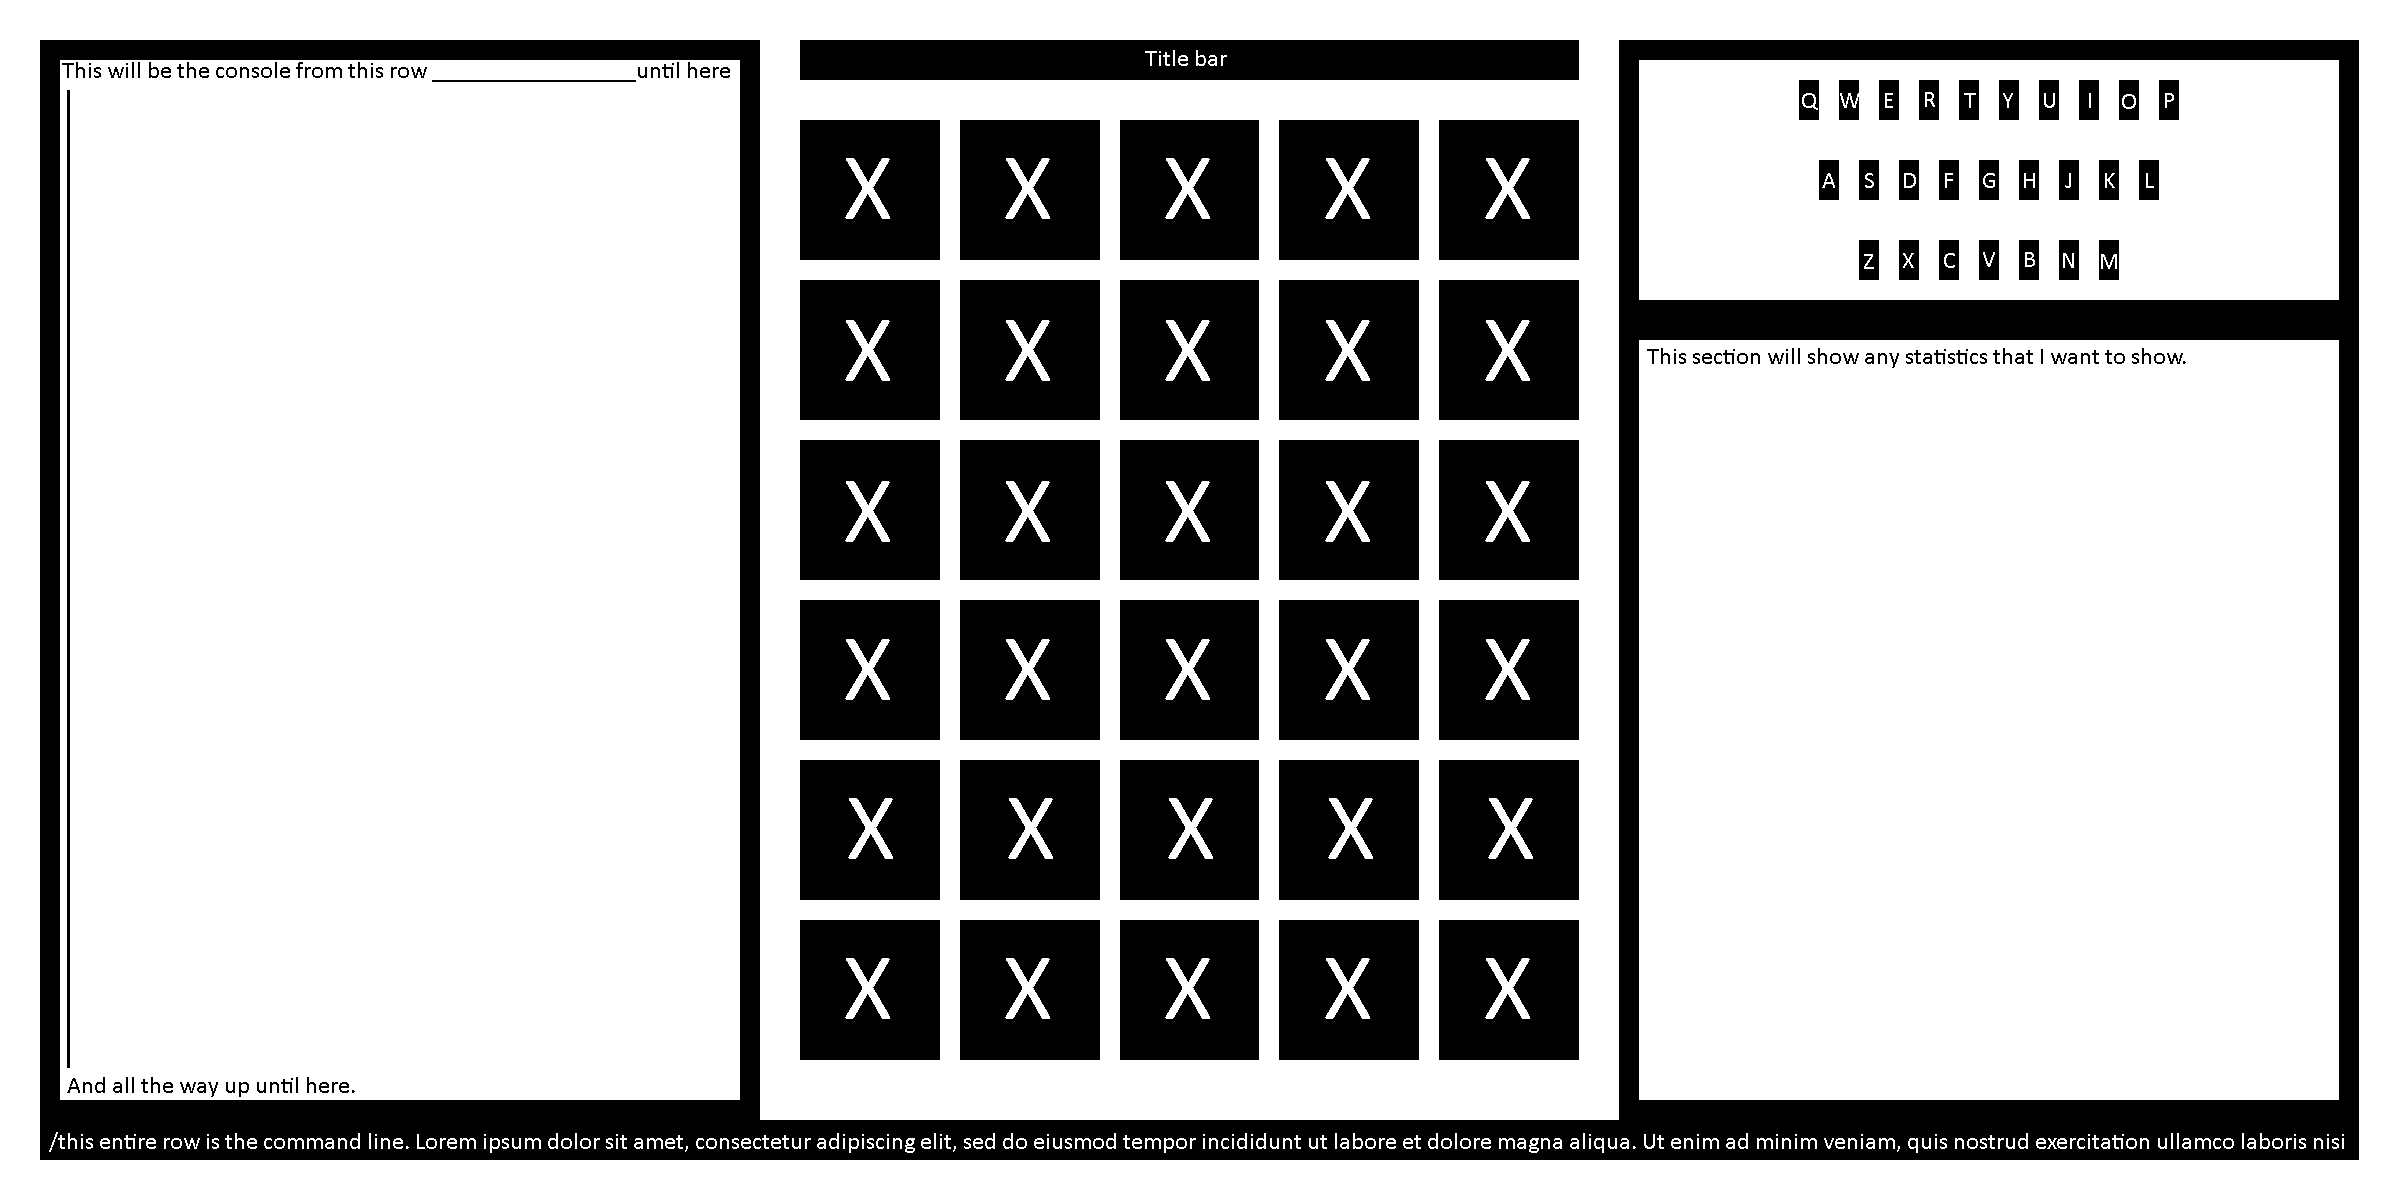 This will be the console from this row _________________until here
And all the way up until here.
Title bar
X X X X X
X X X X X
X X X X X
X X X X X
X X X X X
X X X X X
Q W E R T Y U I O P
A S D F G H J K L
Z X C V B N M
This section will show any statistics that I want to show.
/this entire row is the command line. Lorem ipsum dolor sit amet, consectetur adipiscing elit, sed do eiusmod tempor incididunt ut labore et dolore magna aliqua. Ut enim ad minim veniam, quis nostrud exercitation ullamco laboris nisi